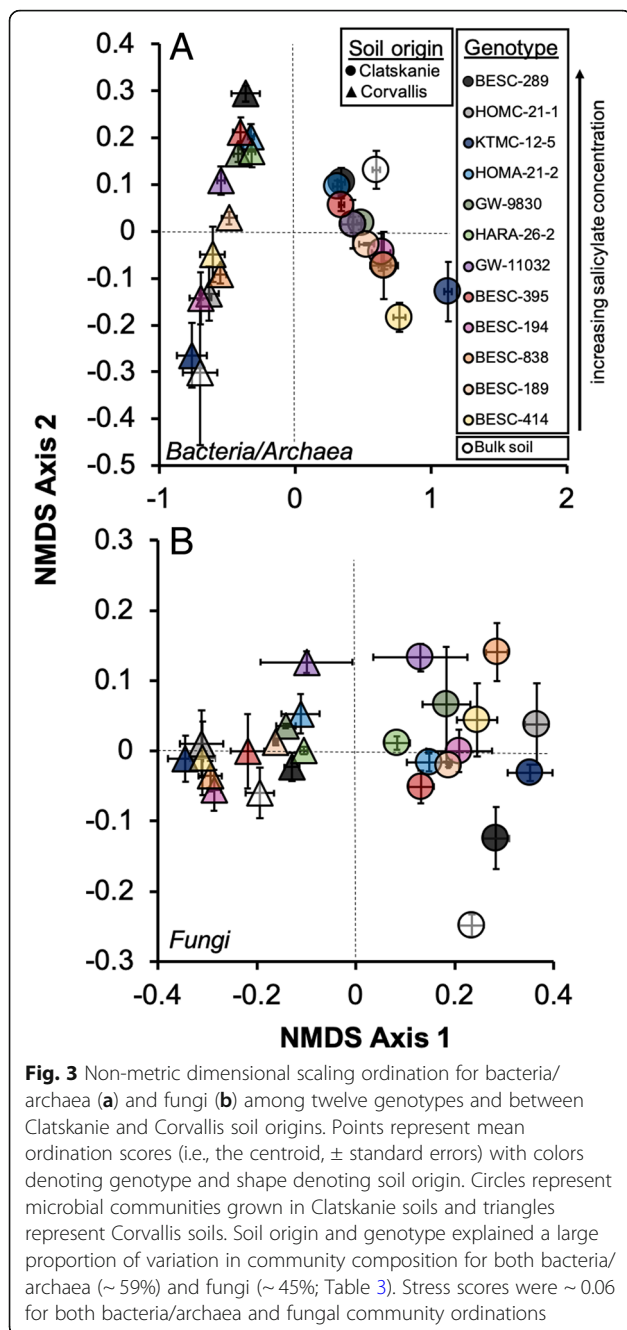 A
Soil origin
Clatskanie
Corvallis
Genotype
BESC-289
HOMC-21-1
KTMC-12-5
HOMA-21-2
GW-9830
HARA-26-2
GW-11032
BESC-395
BESC-194
BESC-838
BESC-189
BESC-414
Bulk soil
increasing salicylate concentration
0.4
0.3
0.2
0.1
0
-0.1
-0.2
-0.3
-0.4
-0.5
-1
0
1
2
Bacteria/Archaea
NMDS Axis 2
B
0.3
0.2
0.1
0
-0.1
-0.2
-0.3
-0.4
-0.2
0
0.2
0.4
Fungi
NMDS Axis 1
Fig. 3 Non-metric dimensional scaling ordination for bacteria/
archaea (a) and fungi (b) among twelve genotypes and between
Clatskanie and Corvallis soil origins. Points represent mean
ordination scores (i.e., the centroid, ± standard errors) with colors
denoting genotype and shape denoting soil origin. Circles represent
microbial communities grown in Clatskanie soils and triangles
represent Corvallis soils. Soil origin and genotype explained a large
proportion of variation in community composition for both bacteria/
archaea (~ 59%) and fungi (~ 45%; Table 3). Stress scores were ~ 0.06
for both bacteria/archaea and fungal community ordinations